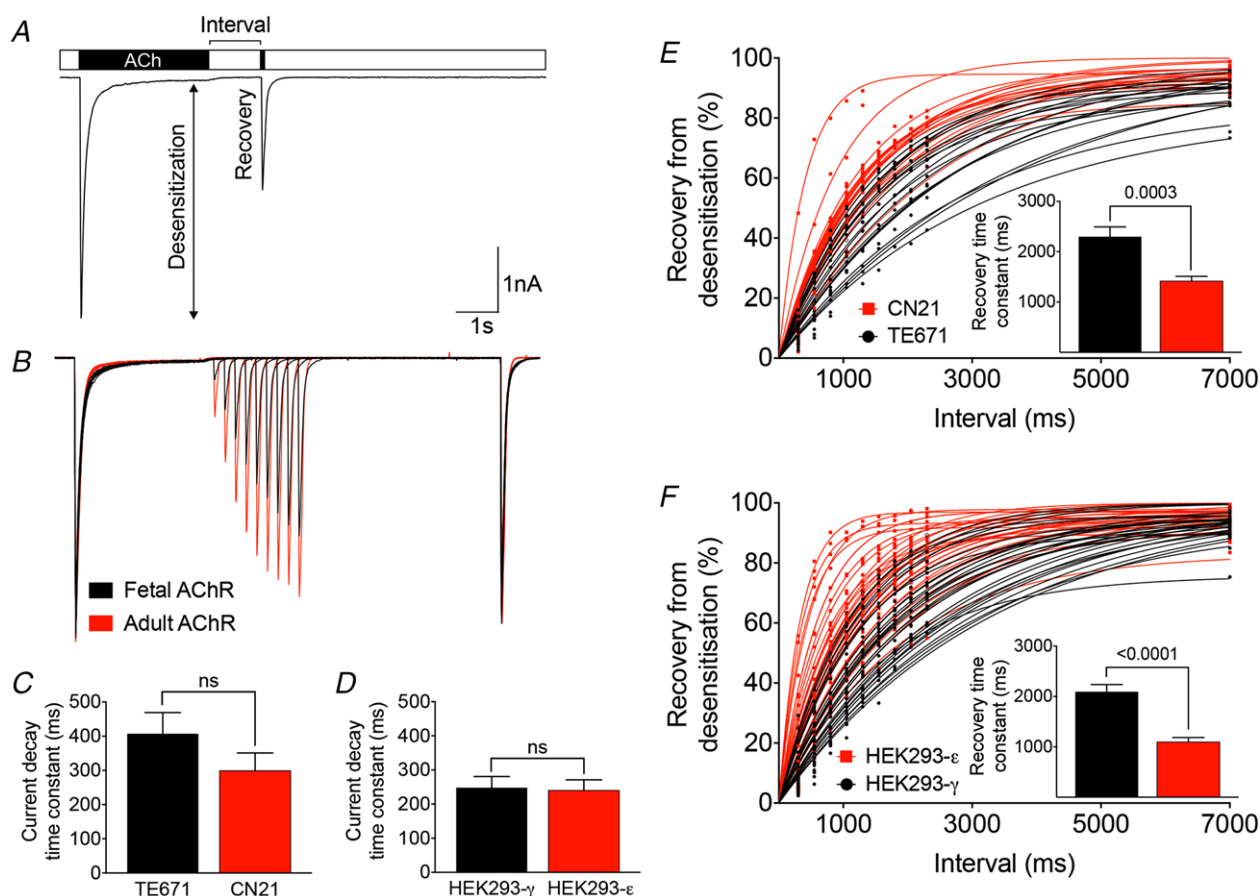 A
Interval
ACh
Desensitization
Recovery
1nA
1s
B
Fetal AChR
Adult AChR
C
ns
Current decay
time constant (ms)
500
400
300
200
100
0
TE671 CN21
D
ns
Current decay
time constant (ms)
500
400
300
200
100
0
HEK293-γ HEK293-ε
E
Recovery from
desensitisation (%)
100
80
60
40
20
0
CN21
TE671
Recovery time
constant (ms)
3000
2000
1000
0.0003
1000 3000 5000 7000
Interval (ms)
F
Recovery from
desensitisation (%)
100
80
60
40
20
0
HEK293-ε
HEK293-γ
Recovery time
constant (ms)
3000
2000
1000
<0.0001
1000 3000 5000 7000
Interval (ms)